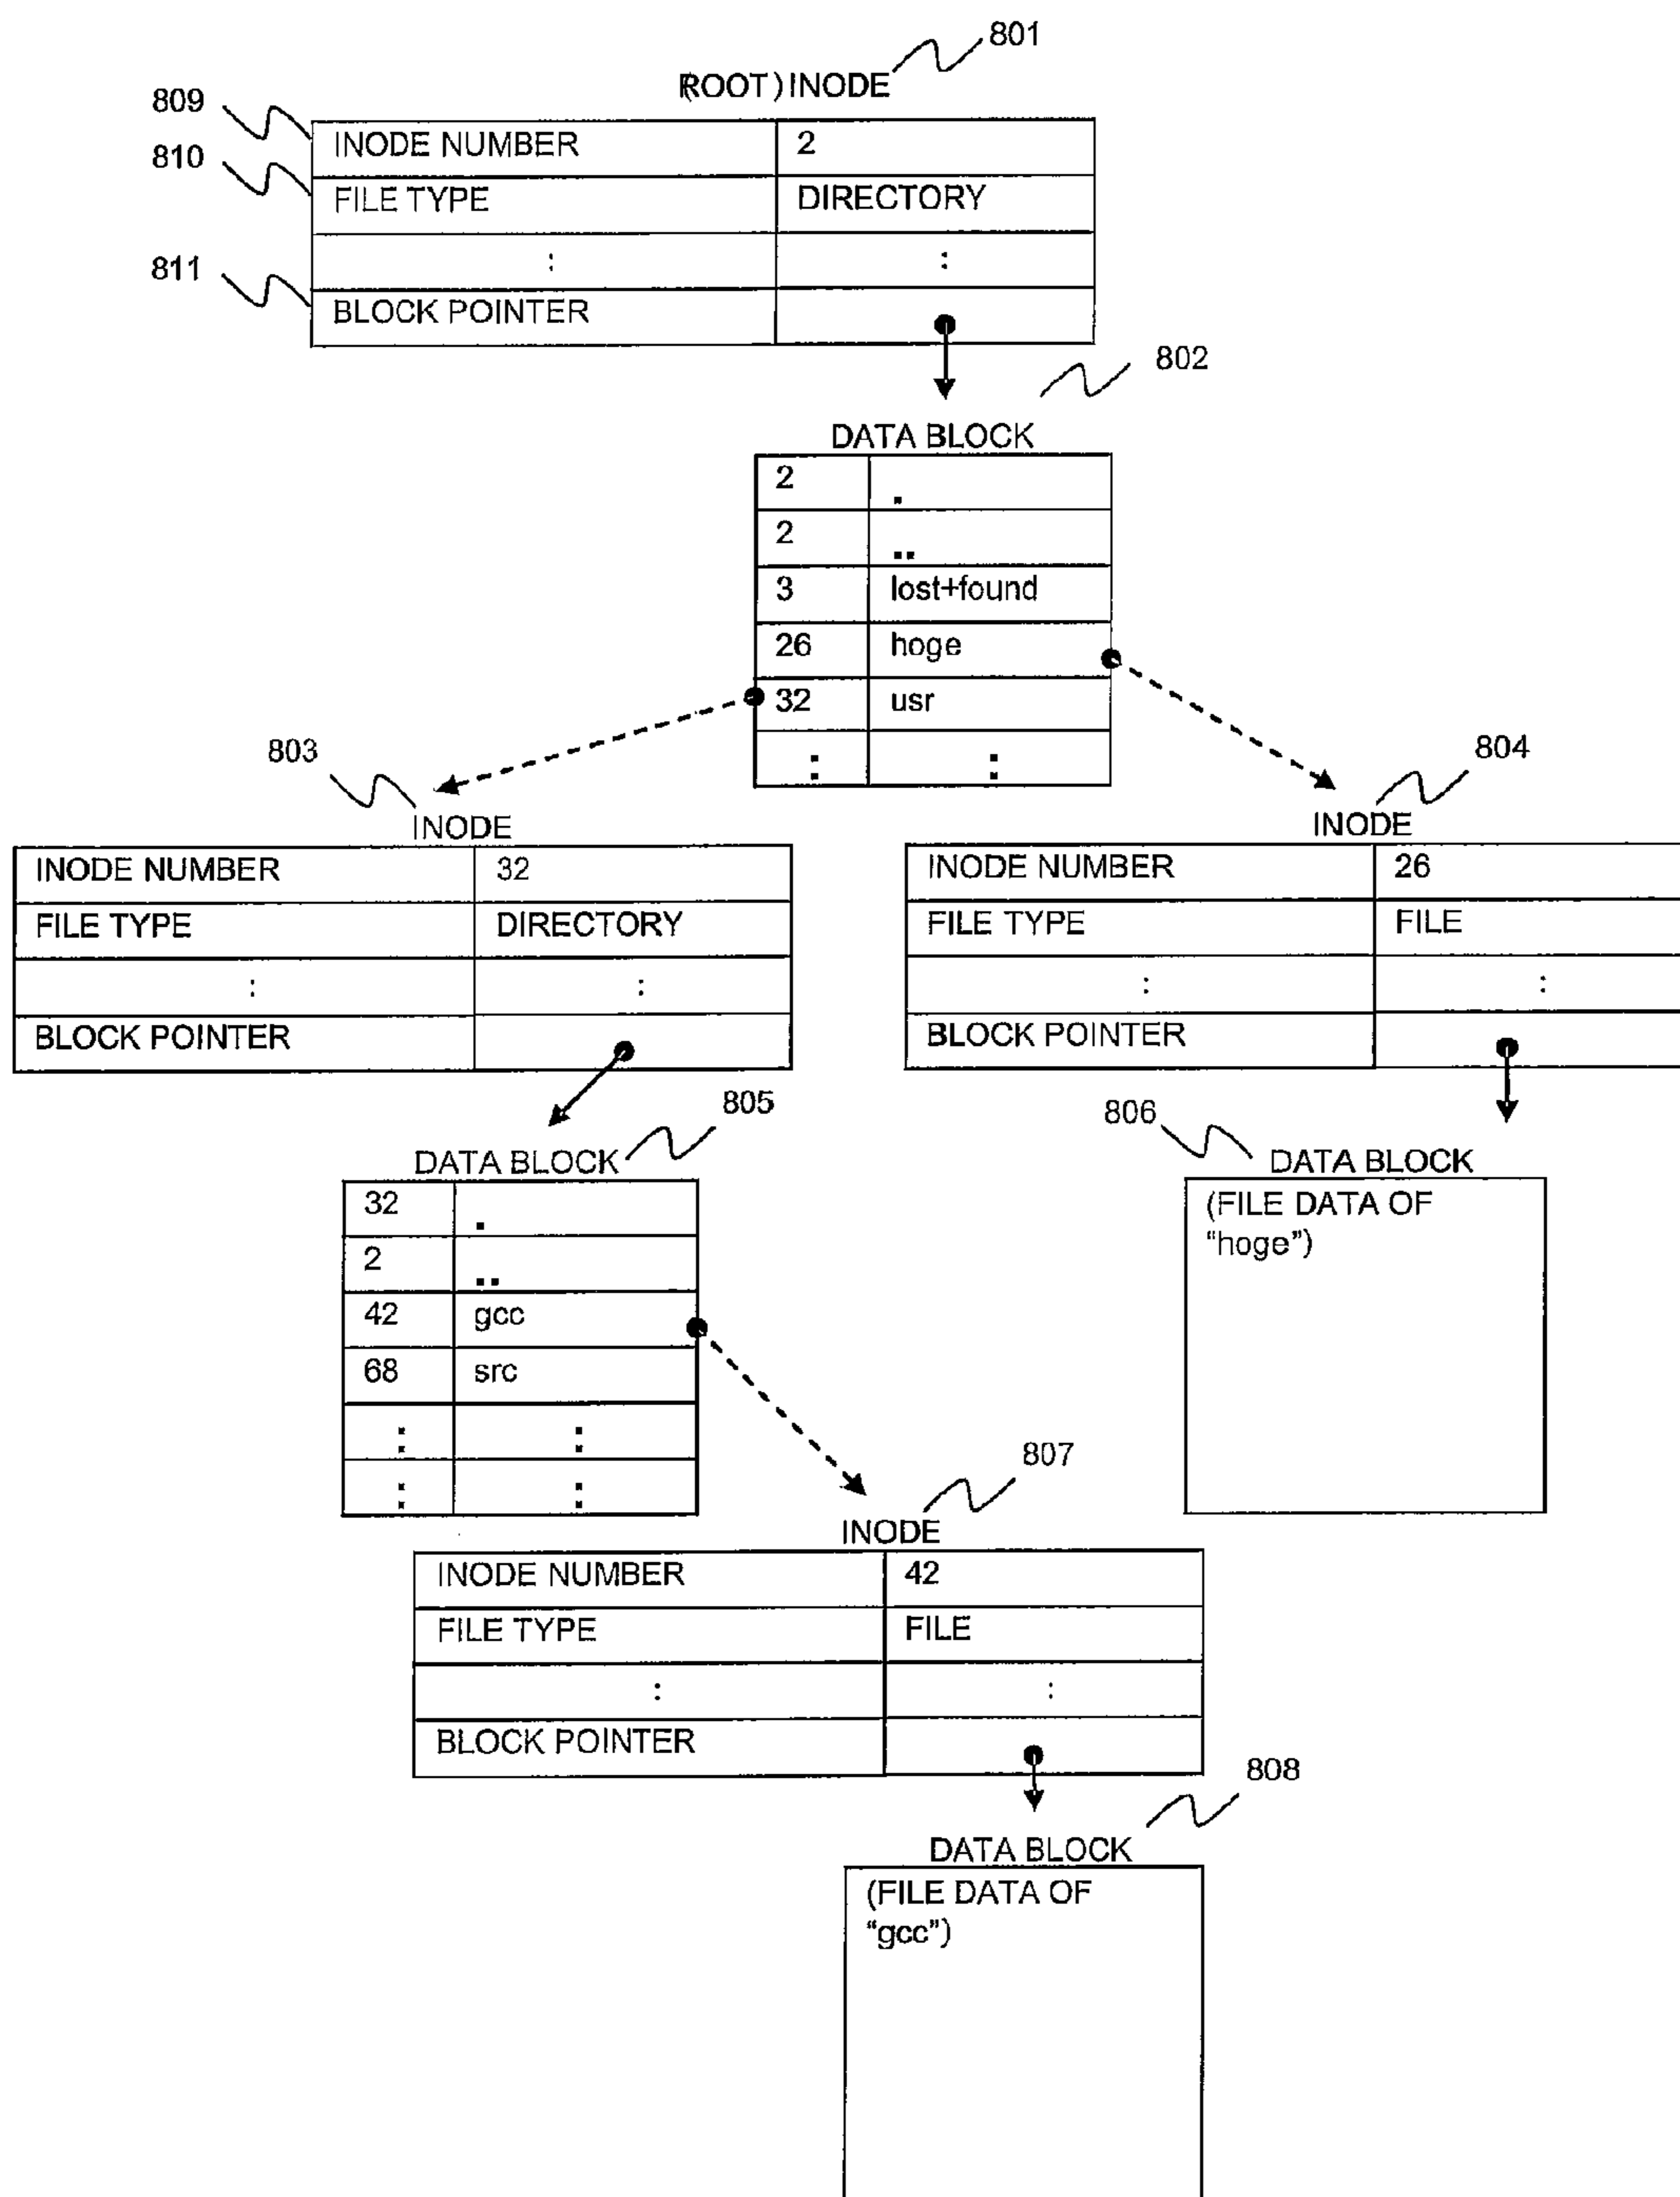 801
(ROOT) INODE
809
INODE NUMBER 2
810
FILE TYPE DIRECTORY
: :
811
BLOCK POINTER
802
DATA BLOCK
2 .
2 ..
3 lost+found
26 hoge
32 usr
: :
803
INODE
INODE NUMBER 32
FILE TYPE DIRECTORY
: :
BLOCK POINTER
804
INODE
INODE NUMBER 26
FILE TYPE FILE
: :
BLOCK POINTER
805
DATA BLOCK
32 .
2 ..
42 gcc
68 src
: :
: :
806
DATA BLOCK
(FILE DATA OF
“hoge”)
807
INODE
INODE NUMBER 42
FILE TYPE FILE
: :
BLOCK POINTER
808
DATA BLOCK
(FILE DATA OF
“gcc”)